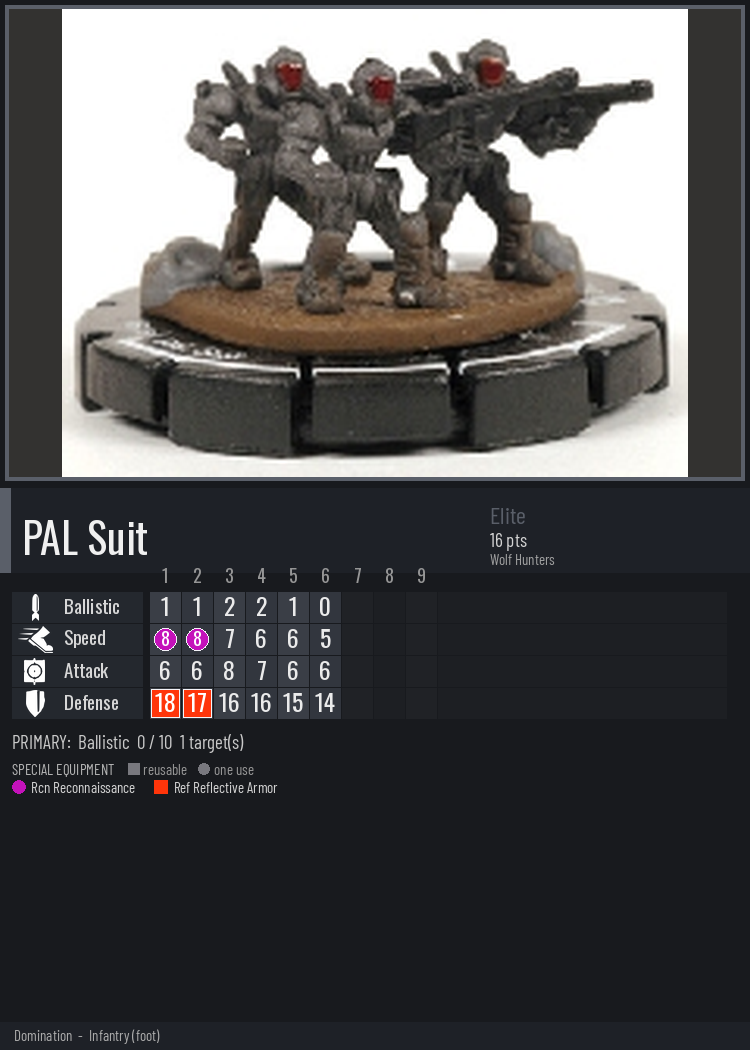 PAL Suit
Elite
16 pts
Wolf Hunters
1 2 3 4 5 6 7 8 9
Ballistic 1 1 2 2 1 0
Speed 8 8 7 6 6 5
Attack 6 6 8 7 6 6
Defense 18 17 16 16 15 14
PRIMARY: Ballistic 0 / 10 1 target(s)
SPECIAL EQUIPMENT reusable one use
Rcn Reconnaissance Ref Reflective Armor
Domination - Infantry (foot)